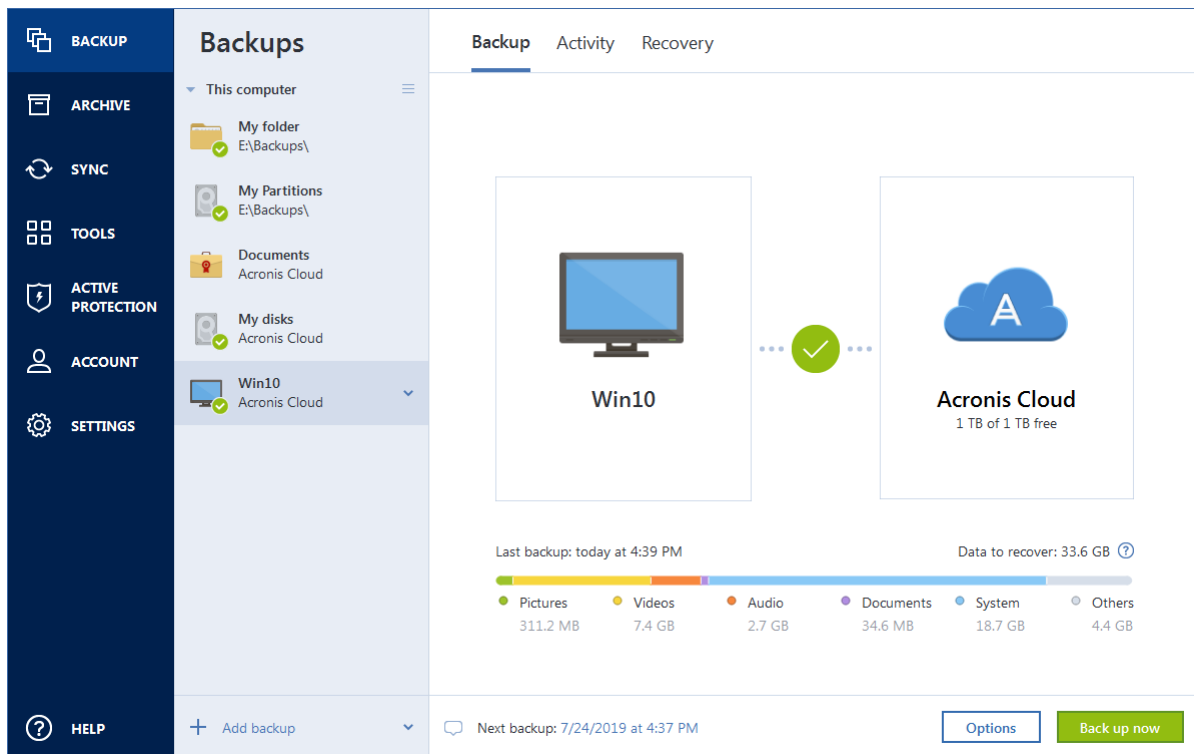 BACKUP
ARCHIVE
SYNC
TOOLS
ACTIVE
PROTECTION
ACCOUNT
SETTINGS
HELP
Backups
This computer
My folder
E:\Backups\
My Partitions
E:\Backups\
Documents
Acronis Cloud
My disks
Acronis Cloud
Win10
Acronis Cloud
Add backup
Backup Activity Recovery
Win10
A
Acronis Cloud
1 TB of 1 TB free
Last backup: today at 4:39 PM Data to recover: 33.6 GB ?
Pictures Videos Audio Documents System Others
311.2 MB 7.4 GB 2.7 GB 34.6 MB 18.7 GB 4.4 GB
Next backup: 7/24/2019 at 4:37 PM Options Back up now